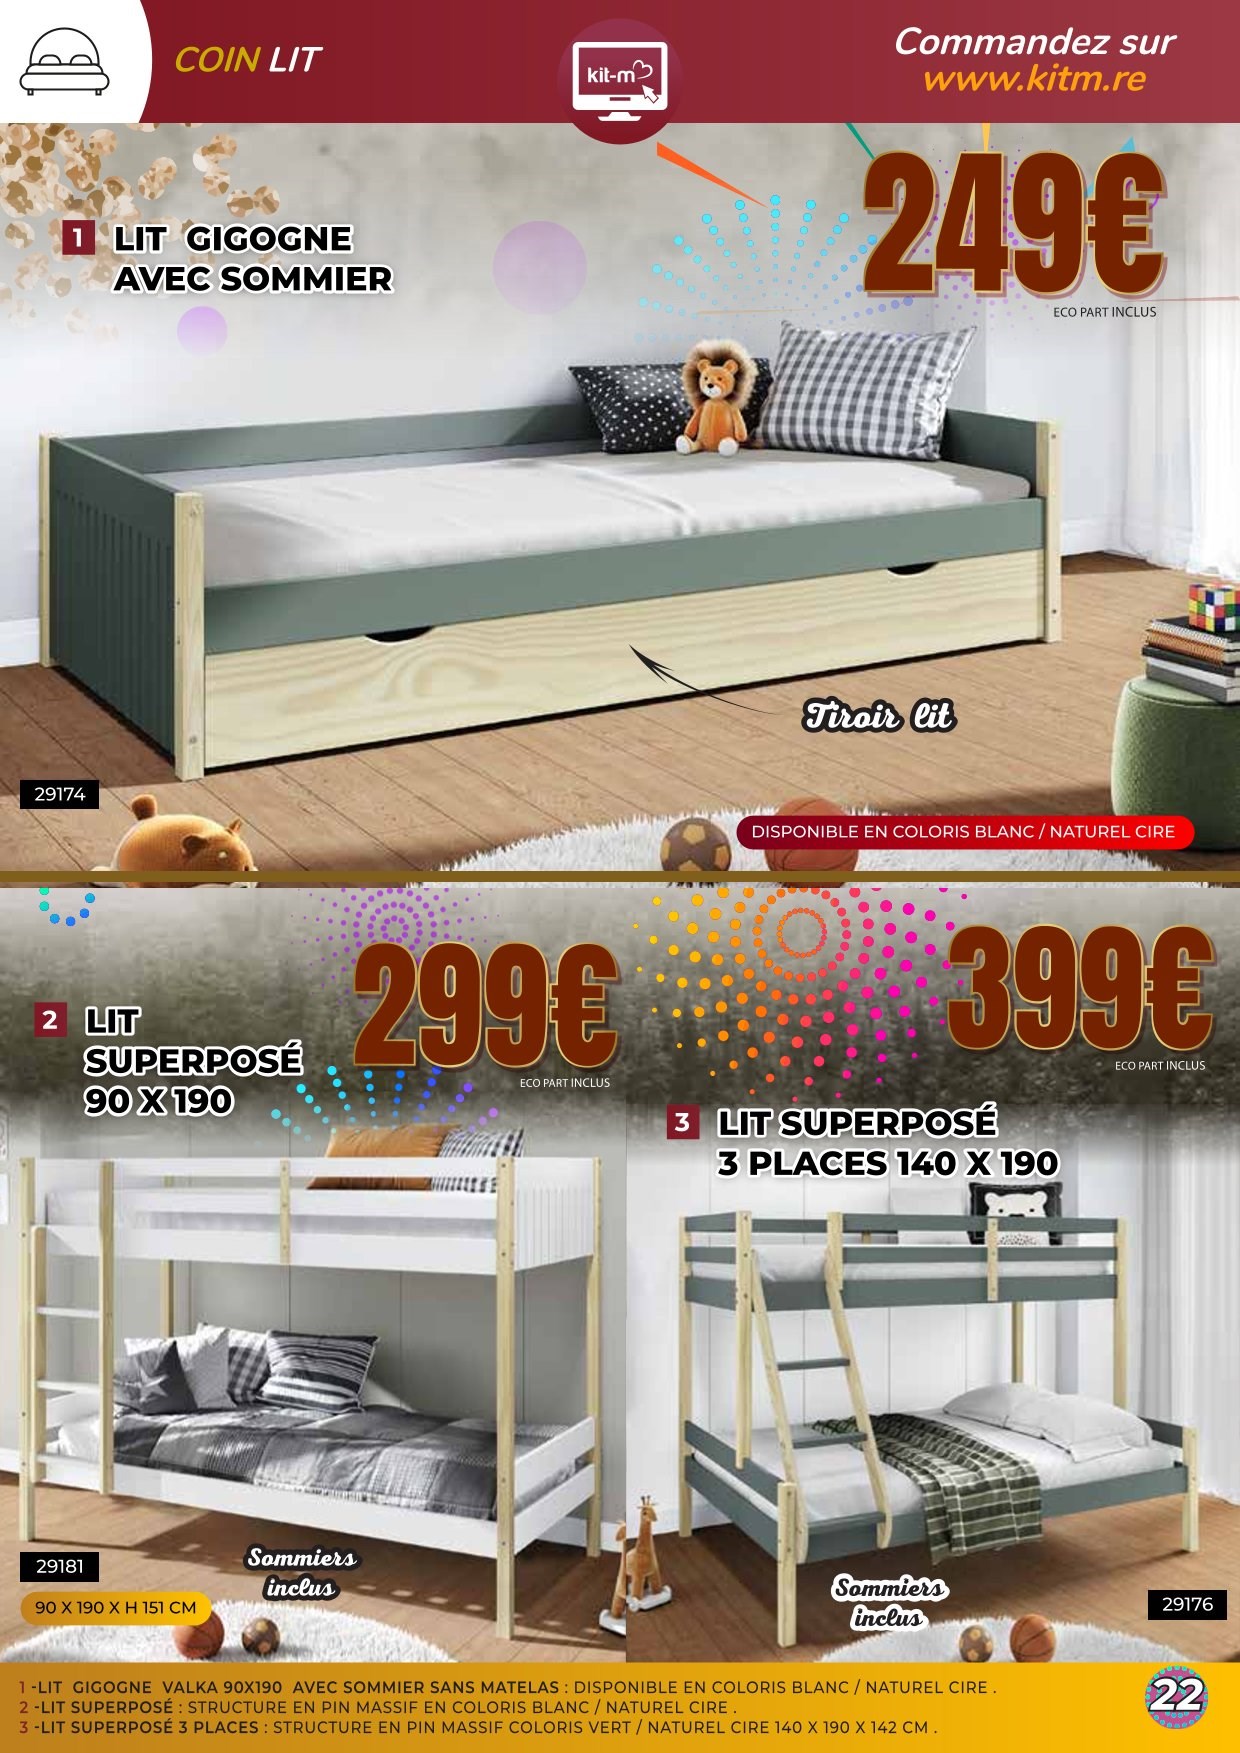 COIN LIT
kit-m
Commandez sur
www.kitm.re
1 LIT GIGOGNE
AVEC SOMMIER
249€
ECO PART INCLUS
Tiroir lit
29174
DISPONIBLE EN COLORIS BLANC / NATUREL CIRE
2 LIT
SUPERPOSÉ
90 X 190
299€
ECO PART INCLUS
399€
ECO PART INCLUS
3 LIT SUPERPOSÉ
3 PLACES 140 X 190
Sommiers
inclus
29181
90 X 190 X H 151 CM
Sommiers
inclus
29176
1 -LIT GIGOGNE VALKA 90X190 AVEC SOMMIER SANS MATELAS : DISPONIBLE EN COLORIS BLANC / NATUREL CIRE .
2 -LIT SUPERPOSÉ : STRUCTURE EN PIN MASSIF EN COLORIS BLANC / NATUREL CIRE .
3 -LIT SUPERPOSÉ 3 PLACES : STRUCTURE EN PIN MASSIF COLORIS VERT / NATUREL CIRE 140 X 190 X 142 CM .
22